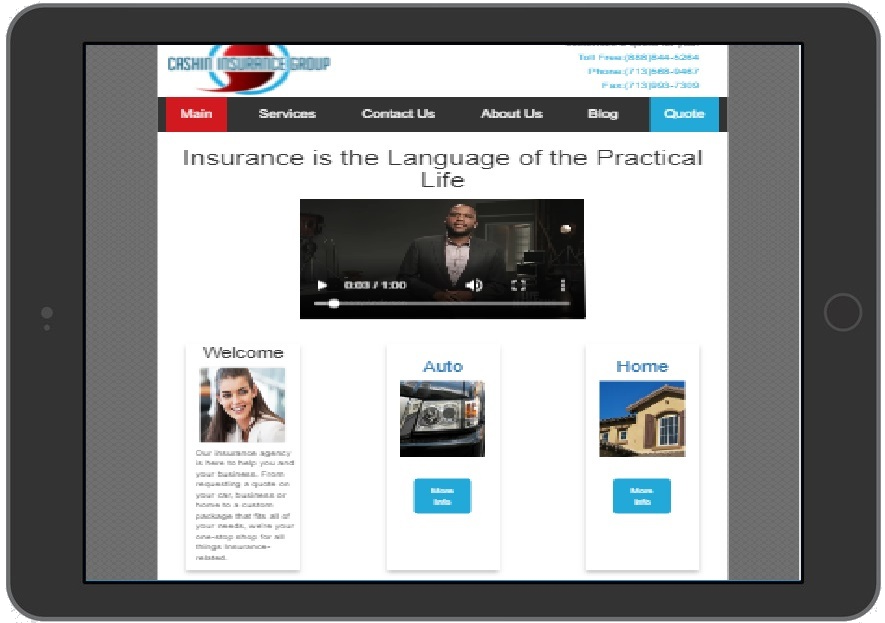 CASHIN INSURANCE GROUP
Toll Free:(888)644-5264
Phone:(713)568-9467
Fax:(713)993-7309
Main Services Contact Us About Us Blog Quote
Insurance is the Language of the Practical
Life
0:03 / 1:00
Welcome
Our insurance agency
is here to help you and
your business. From
requesting a quote on
your car, business or
home to a custom
package that fits all of
your needs, we're your
one-stop shop for all
things insurance-
related.
Auto
More
Info
Home
More
Info